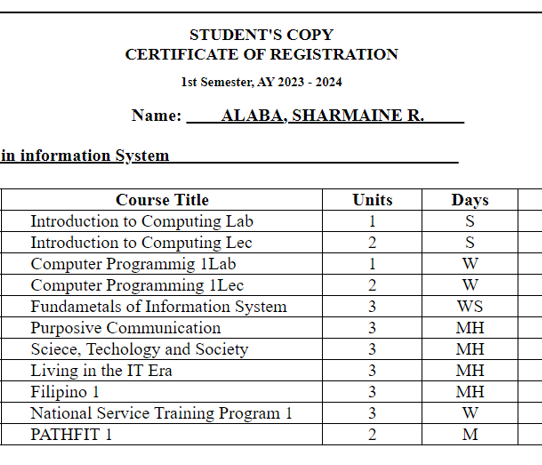 STUDENT'S COPY
CERTIFICATE OF REGISTRATION
1st Semester, AY 2023 - 2024
Name: ALABA, SHARMAINE R.
in information System
Course Title Units Days
Introduction to Computing Lab 1 S
Introduction to Computing Lec 2 S
Computer Programmig 1Lab 1 W
Computer Programming 1Lec 2 W
Fundametals of Information System 3 WS
Purposive Communication 3 MH
Sciece, Techology and Society 3 MH
Living in the IT Era 3 MH
Filipino 1 3 MH
National Service Training Program 1 3 W
PATHFIT 1 2 M